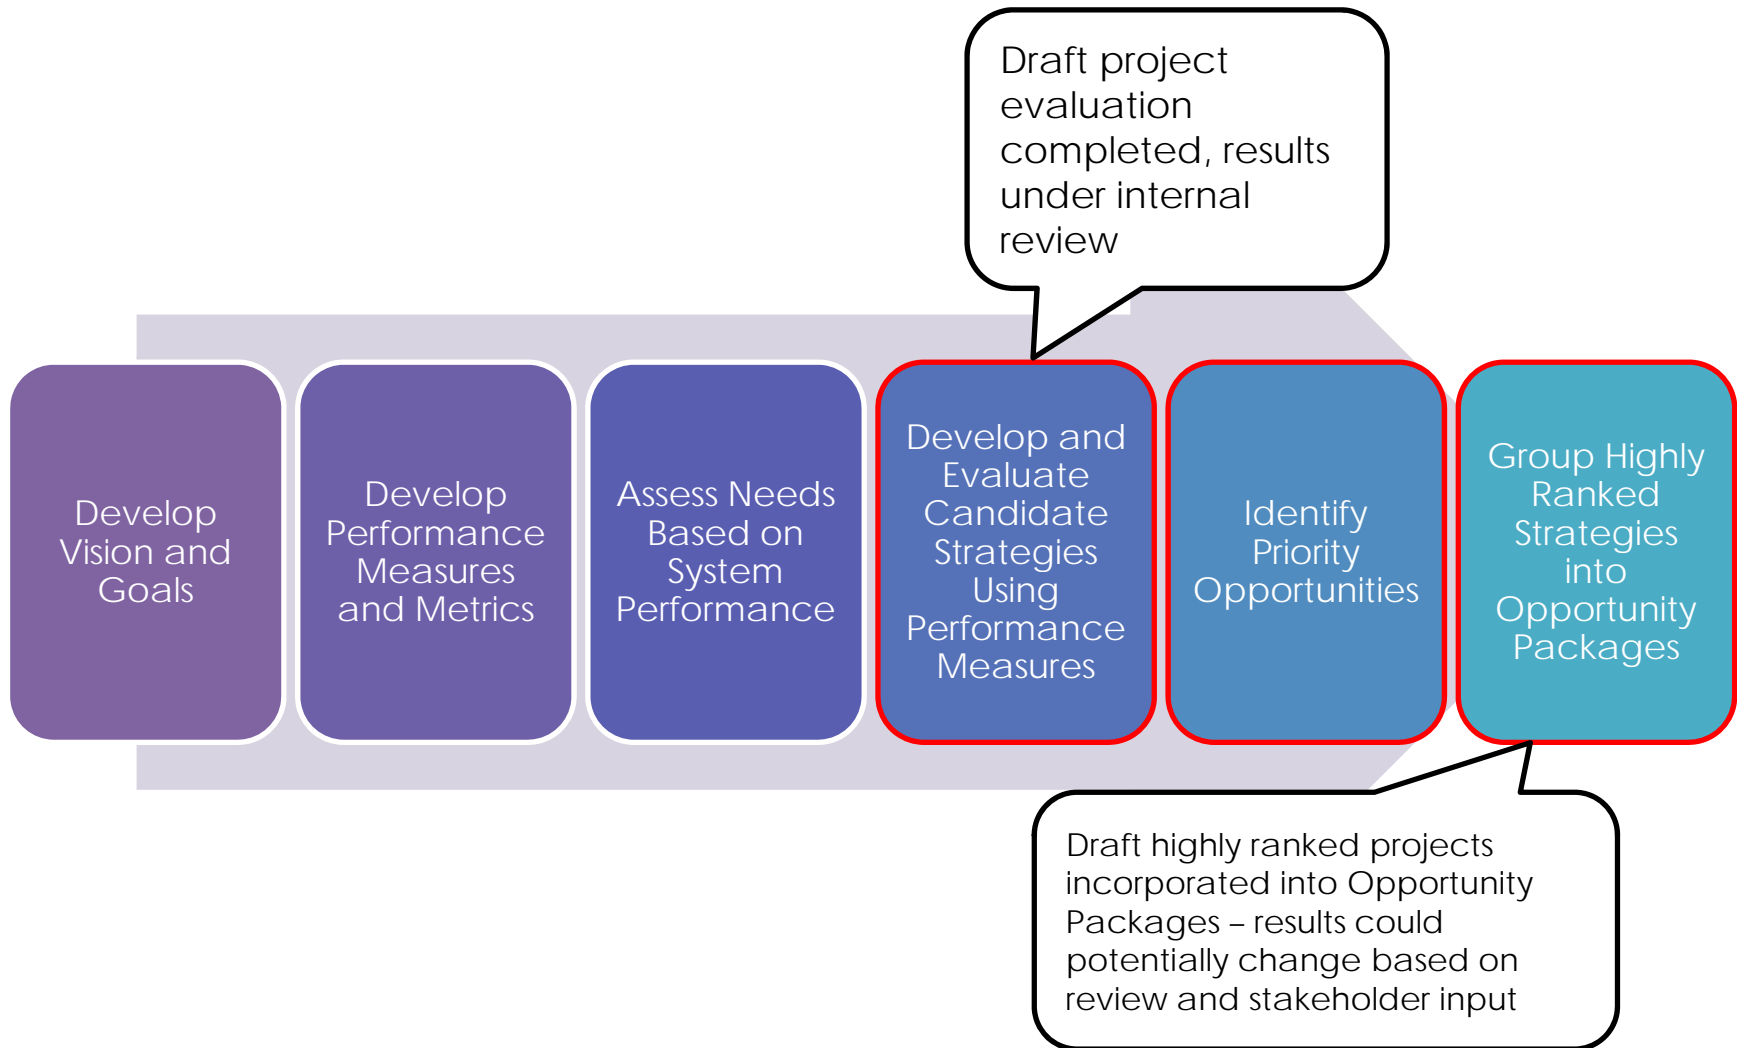 Draft project
evaluation
completed, results
under internal
review
Develop
Vision and
Goals
Develop
Performance
Measures
and Metrics
Assess Needs
Based on
System
Performance
Develop and
Evaluate
Candidate
Strategies
Using
Performance
Measures
Identify
Priority
Opportunities
Group Highly
Ranked
Strategies
into
Opportunity
Packages
Draft highly ranked projects
incorporated into Opportunity
Packages – results could
potentially change based on
review and stakeholder input